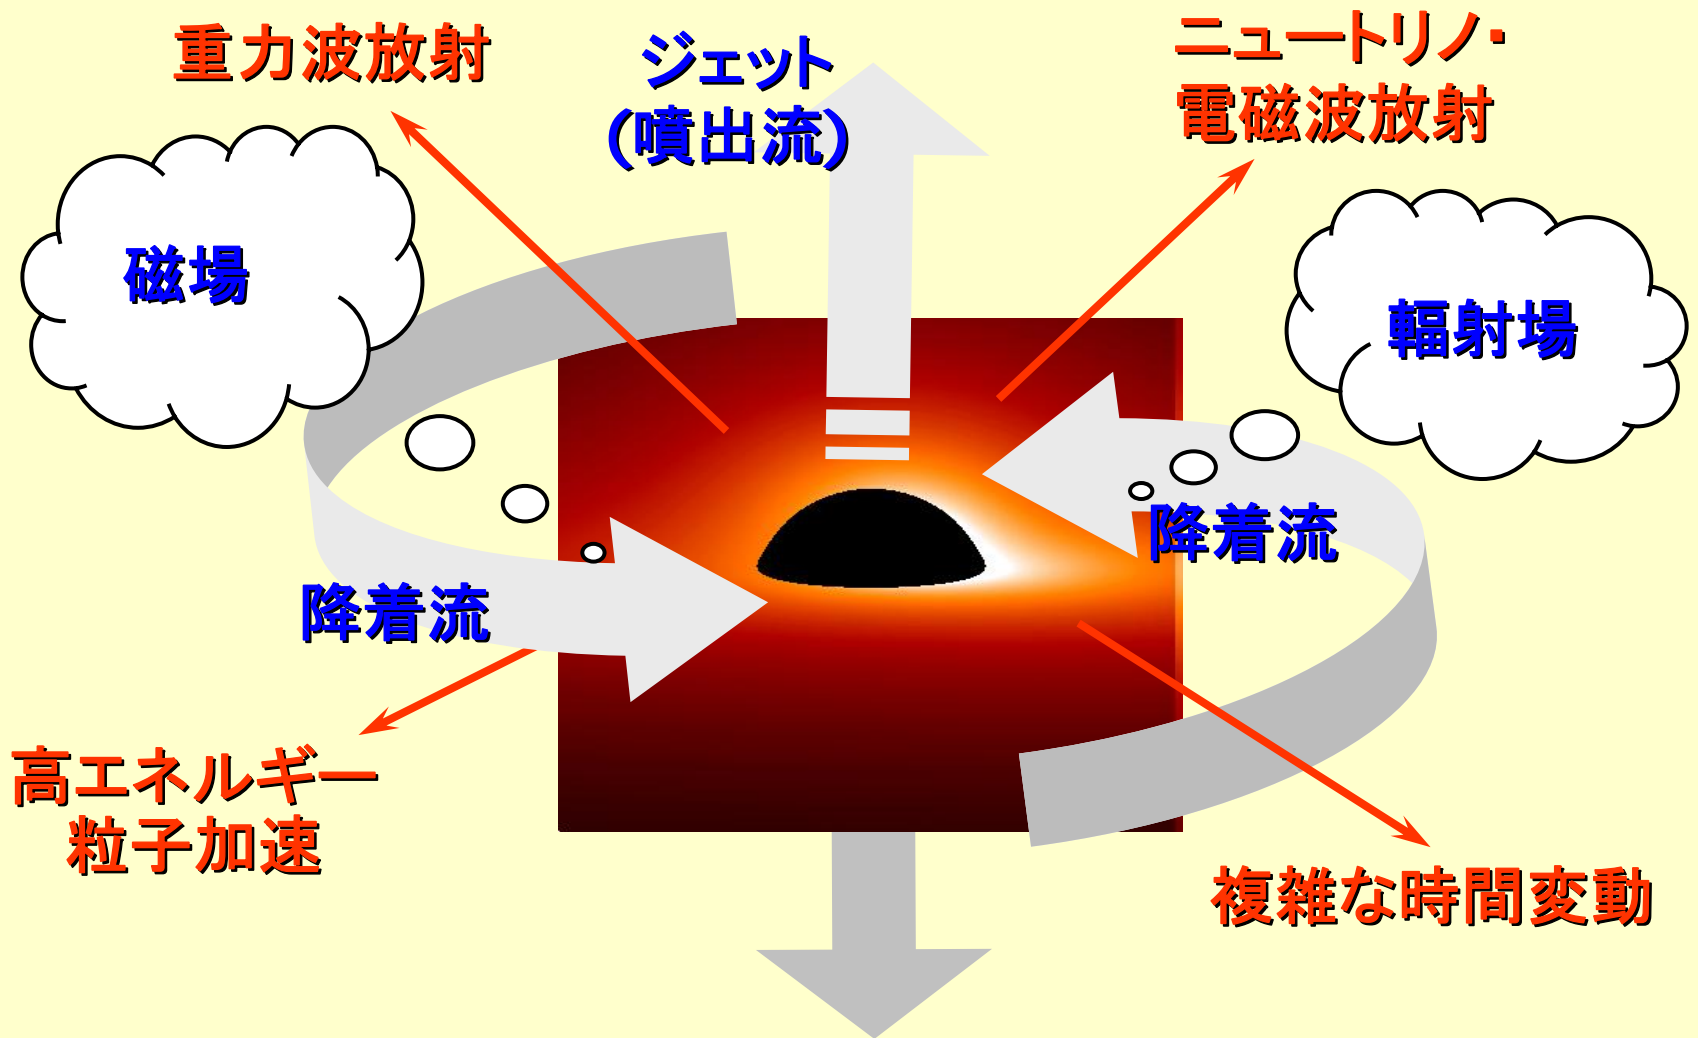 重力波放射
ジェット
(噴出流)
ニュートリノ・
電磁波放射
磁場
輻射場
降着流
降着流
高エネルギー
粒子加速
複雑な時間変動